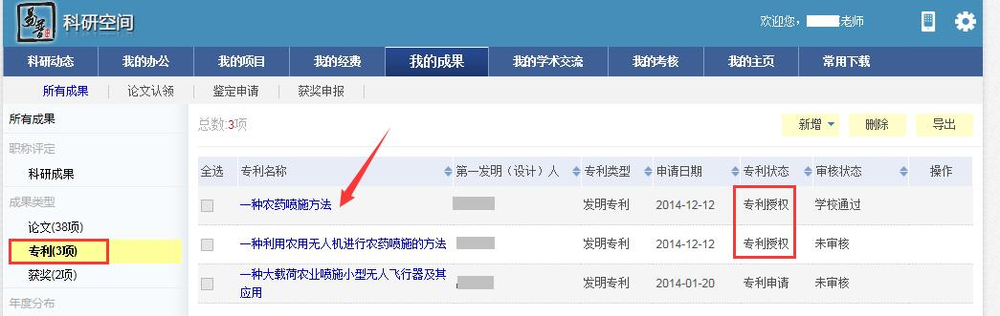 易普 科研空间
欢迎您， 老师
科研动态 我的办公 我的项目 我的经费 我的成果 我的学术交流 我的考核 我的主页 常用下载
所有成果 论文认领 鉴定申请 获奖申报
所有成果
职称评定
科研成果
成果类型
论文(38项)
专利(3项)
获奖(2项)
年度分布
总数:3项
新增 删除 导出
全选 专利名称 第一发明（设计）人 专利类型 申请日期 专利状态 审核状态 操作
一种农药喷施方法 发明专利 2014-12-12 专利授权 学校通过
一种利用农用无人机进行农药喷施的方法 发明专利 2014-12-12 专利授权 未审核
一种大载荷农业喷施小型无人飞行器及其
应用 发明专利 2014-01-20 专利申请 未审核